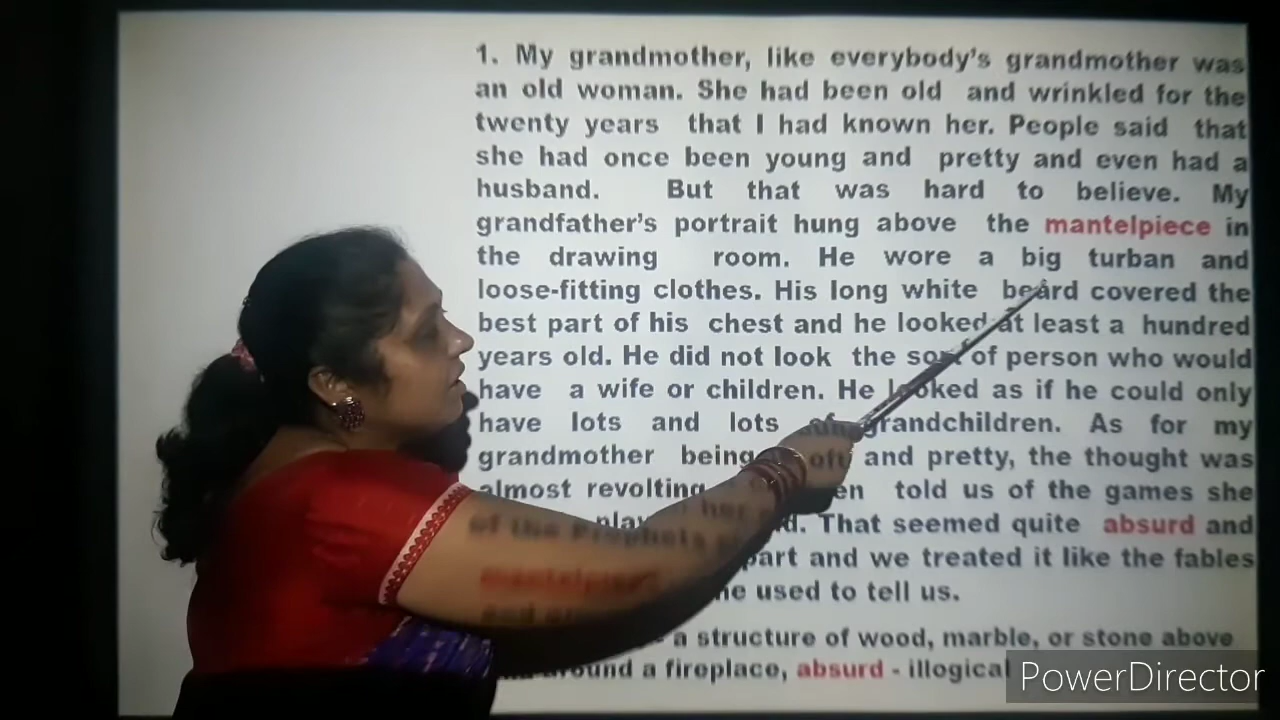 1. My grandmother, like everybody's grandmother was
an old woman. She had been old and wrinkled for the
twenty years that I had known her. People said that
she had once been young and pretty and even had a
husband. But that was hard to believe. My
grandfather's portrait hung above the mantelpiece in
the drawing room. He wore a big turban and
loose-fitting clothes. His long white beard covered the
best part of his chest and he looked at least a hundred
years old. He did not look the sort of person who would
have a wife or children. He looked as if he could only
have lots and lots of grandchildren. As for my
grandmother being and pretty, the thought was
almost revolting told us of the games she
That seemed quite absurd and
part and we treated it like the fables
of the Prophets she used to tell us.
mantelpiece - a structure of wood, marble, or stone above
and around a fireplace, absurd - illogical
PowerDirector